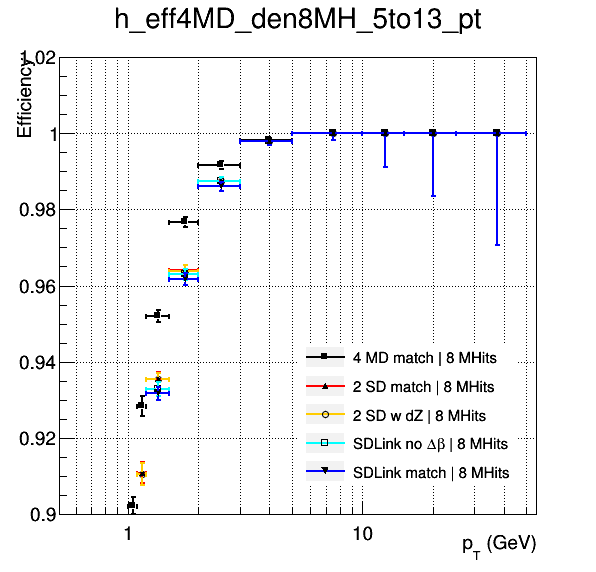 h_eff4MD_den8MH_5to13_pt
Efficiency
1.02
1
0.98
0.96
0.94
0.92
0.9
4 MD match | 8 MHits
2 SD match | 8 MHits
2 SD w dZ | 8 MHits
SDLink no Δβ | 8 MHits
SDLink match | 8 MHits
1
10
p_T (GeV)